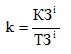 k = КЗⁱ / ТЗⁱ